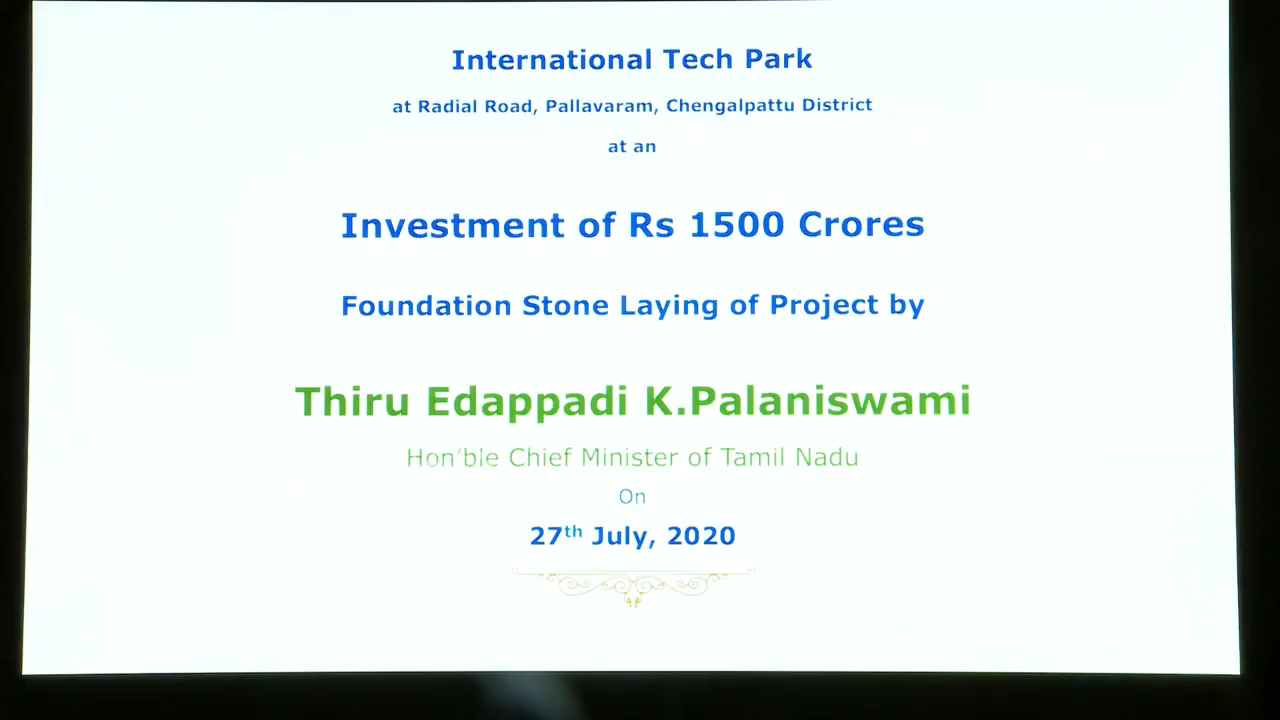 International Tech Park
at Radial Road, Pallavaram, Chengalpattu District
at an
Investment of Rs 1500 Crores
Foundation Stone Laying of Project by
Thiru Edappadi K.Palaniswami
Hon'ble Chief Minister of Tamil Nadu
On
27th July, 2020